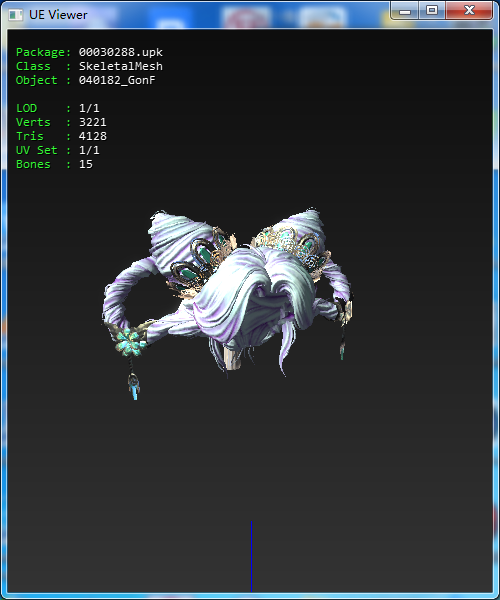 UE Viewer
Package: 00030288.upk
Class  : SkeletalMesh
Object : 040182_GonF
LOD    : 1/1
Verts  : 3221
Tris   : 4128
UV Set : 1/1
Bones  : 15